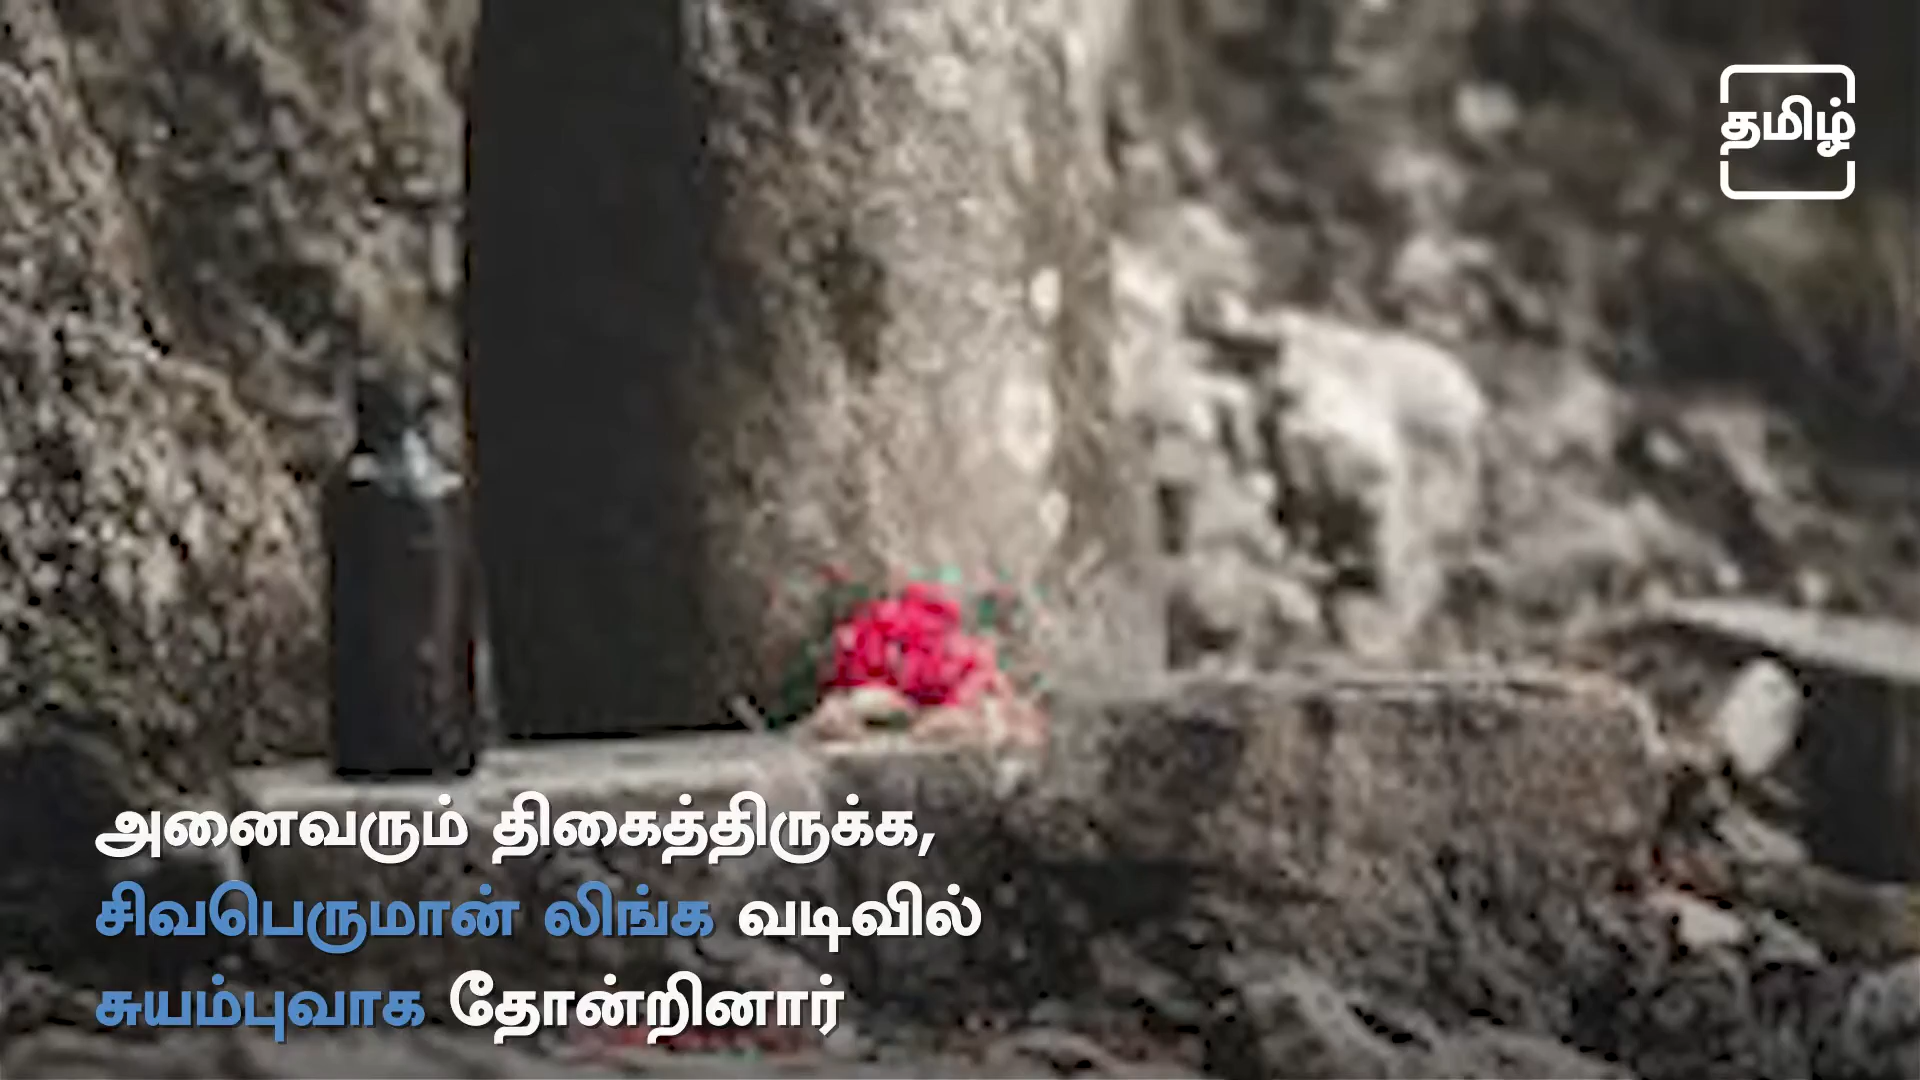 தமிழ்
அனைவரும் திகைத்திருக்க,
சிவபெருமான் லிங்க வடிவில்
சுயம்புவாக தோன்றினார்